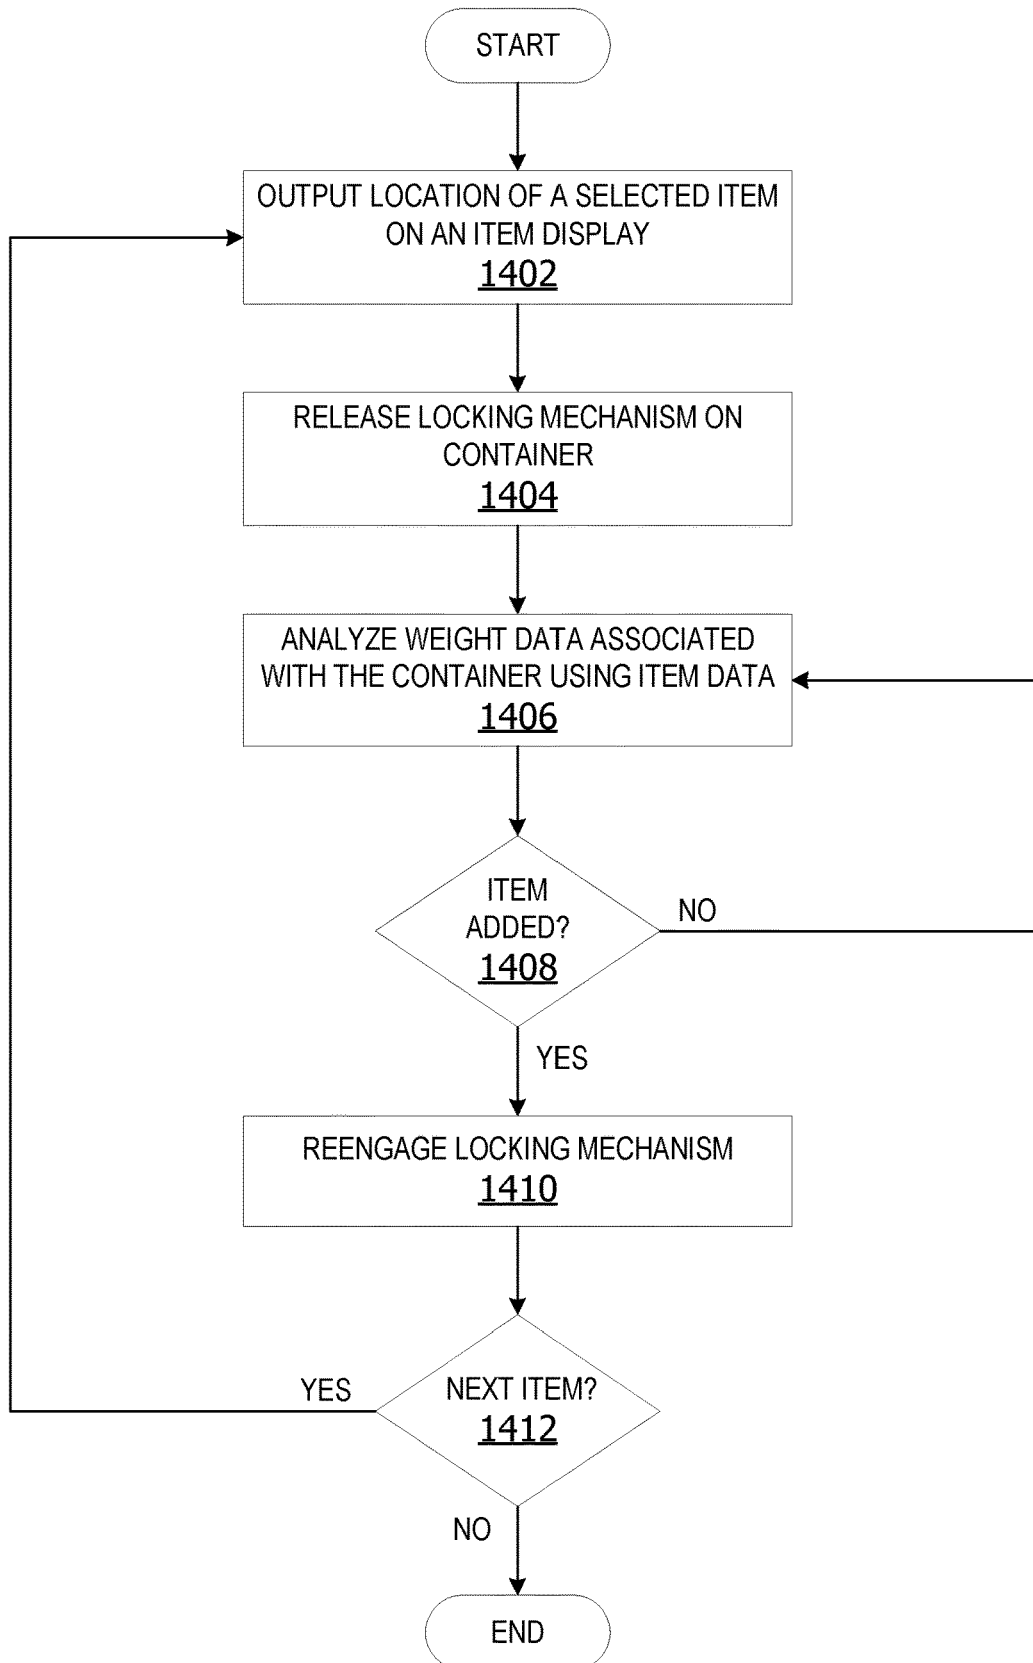 START
OUTPUT LOCATION OF A SELECTED ITEM
ON AN ITEM DISPLAY
1402
RELEASE LOCKING MECHANISM ON
CONTAINER
1404
ANALYZE WEIGHT DATA ASSOCIATED
WITH THE CONTAINER USING ITEM DATA
1406
ITEM
ADDED?
1408
NO
YES
REENGAGE LOCKING MECHANISM
1410
NEXT ITEM?
1412
YES
NO
END